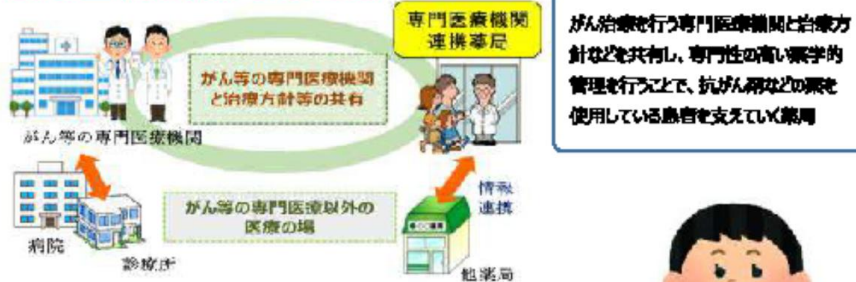 専門医療機関
連携薬局
がん治療を行う専門医療機関と治療方
針などを共有し、専門性の高い薬学的
管理を行うことで、抗がん剤などの薬を
使用している患者を支えていく薬局
がん等の専門医療機関
と治療方針等の共有
がん等の専門医療機関
情報
連携
がん等の専門医療以外の
医療の場
病院
診療所
他薬局